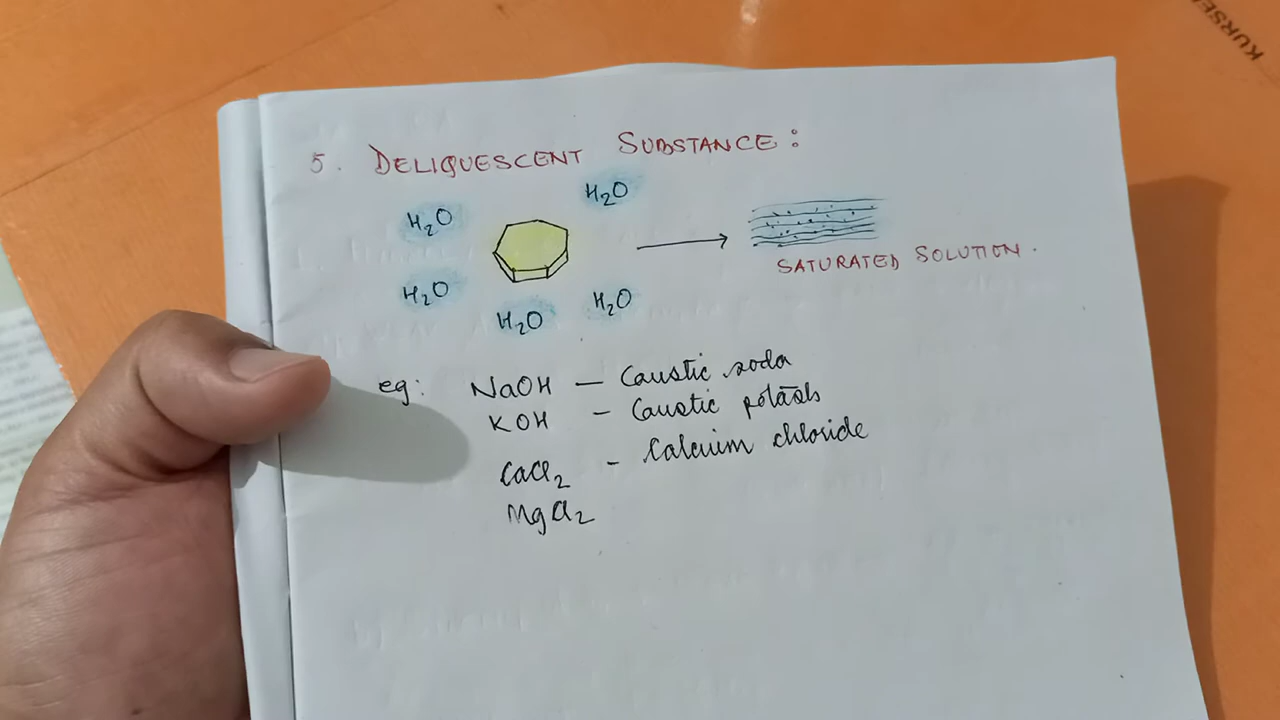 KURSE
5. DELIQUESCENT SUBSTANCE:
H₂O
H₂O
H₂O
H₂O
H₂O
SATURATED SOLUTION.
eg: NaOH — Caustic soda
KOH – Caustic potash
CaCl₂ – Calcium chloride
MgCl₂